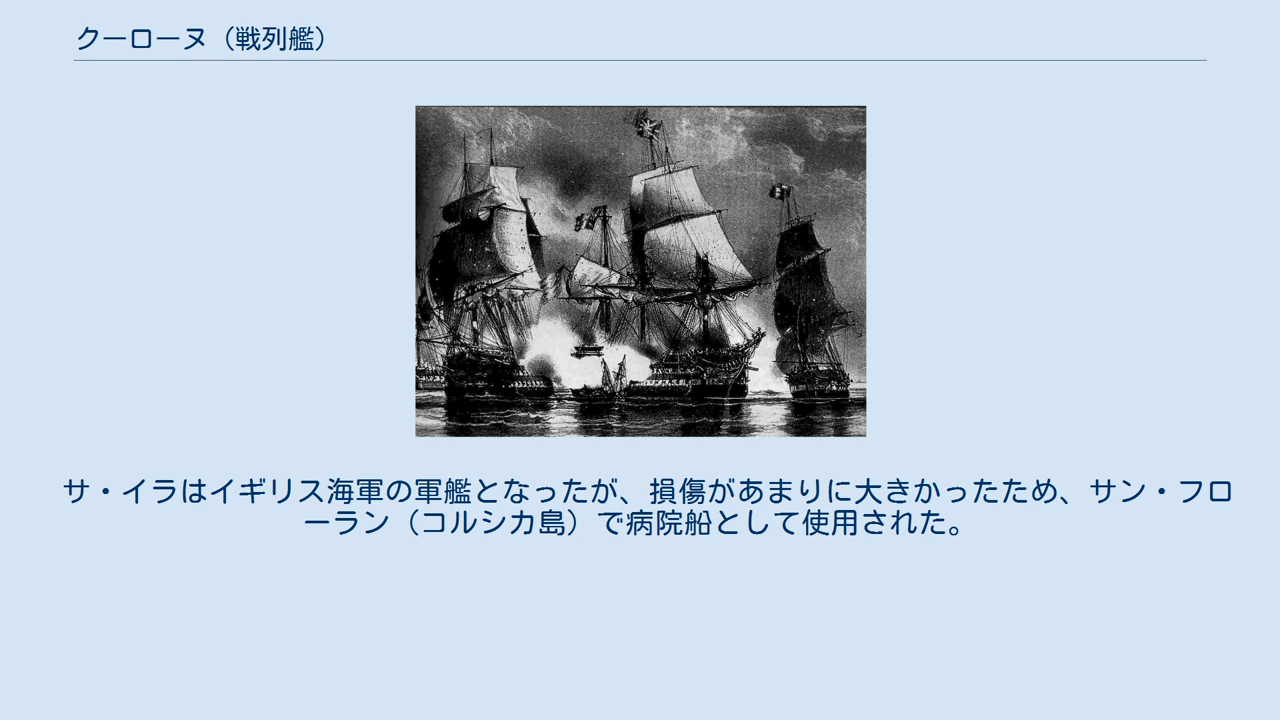 クーローヌ（戦列艦）
サ・イラはイギリス海軍の軍艦となったが、損傷があまりに大きかったため、サン・フロ
ーラン（コルシカ島）で病院船として使用された。